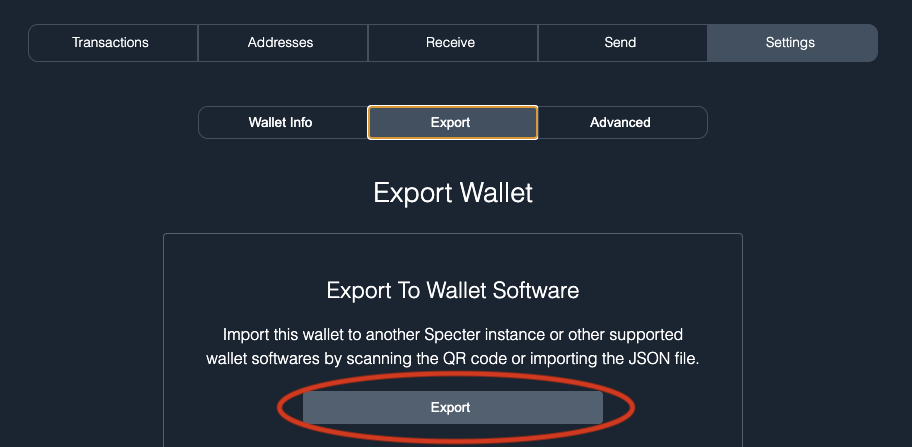 Transactions
Addresses
Receive
Send
Settings
Wallet Info
Export
Advanced
Export Wallet
Export To Wallet Software
Import this wallet to another Specter instance or other supported
wallet softwares by scanning the QR code or importing the JSON file.
Export